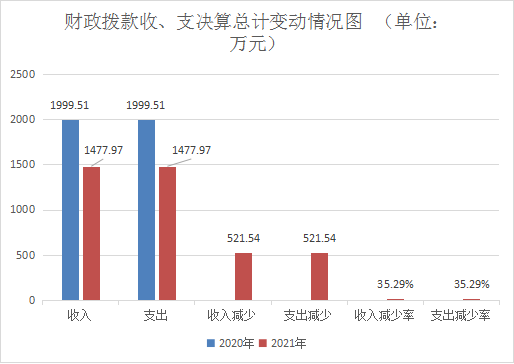 财政拨款收、支决算总计变动情况图 （单位：
万元）
2500
2000
1500
1000
500
0
1999.51
1477.97
1999.51
1477.97
521.54
521.54
35.29%
35.29%
收入
支出
收入减少
支出减少
收入减少率
支出减少率
2020年
2021年